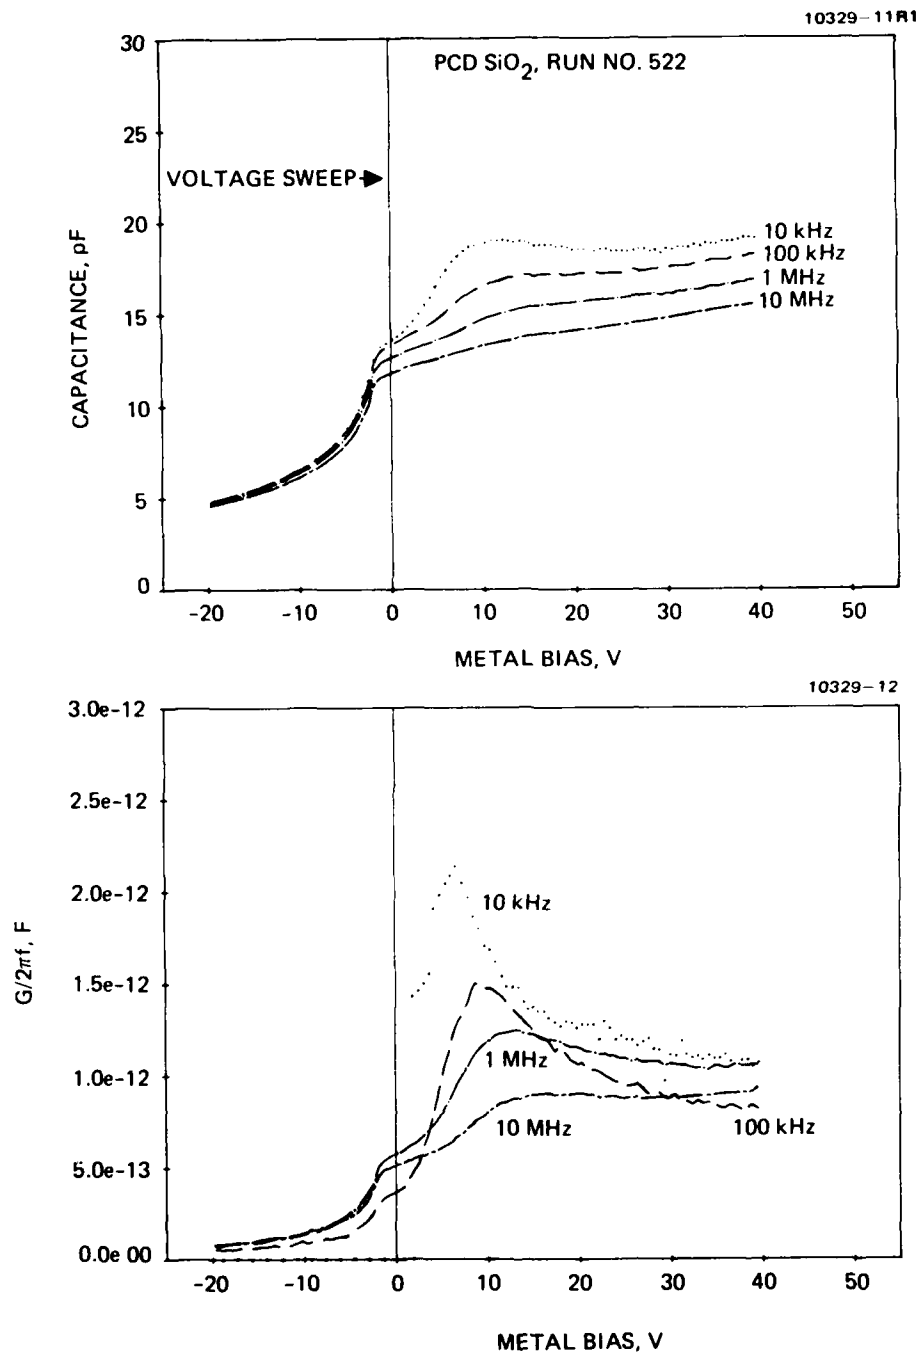 10329-11R1
30
PCD SiO2, RUN NO. 522
25
VOLTAGE SWEEP
20
10 kHz
100 kHz
1 MHz
10 MHz
15
10
5
0
CAPACITANCE, pF
-20 -10 0 10 20 30 40 50
METAL BIAS, V
10329-12
3.0e-12
2.5e-12
2.0e-12
10 kHz
1.5e-12
1 MHz
1.0e-12
10 MHz
100 kHz
5.0e-13
0.0e 00
G/2πf, F
-20 -10 0 10 20 30 40 50
METAL BIAS, V